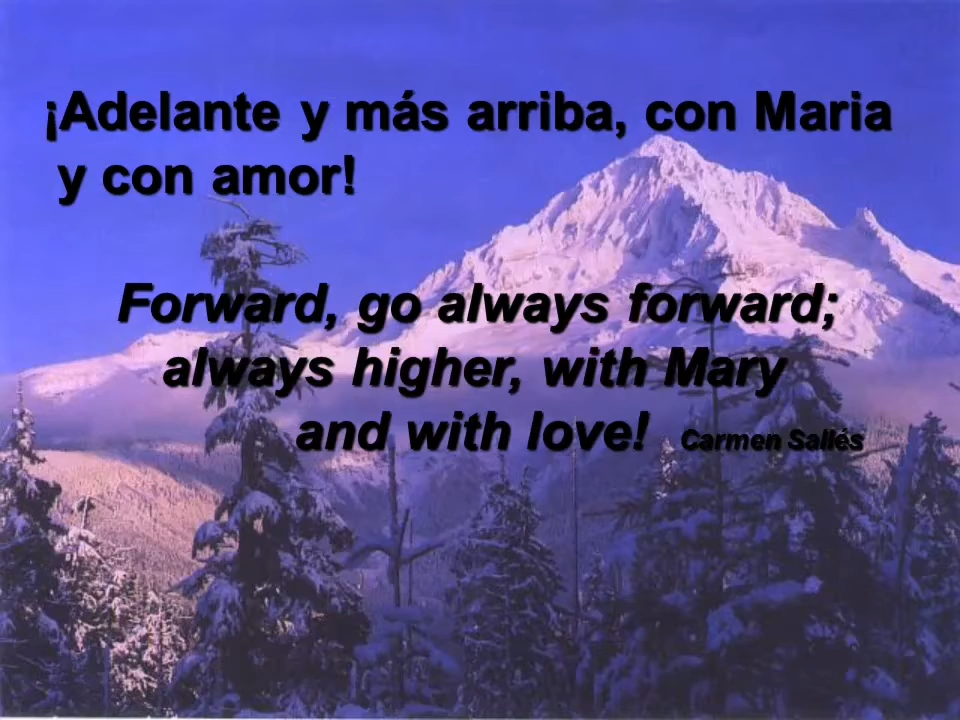 ¡Adelante y más arriba, con Maria
y con amor!
Forward, go always forward;
always higher, with Mary
and with love! Carmen Sallés